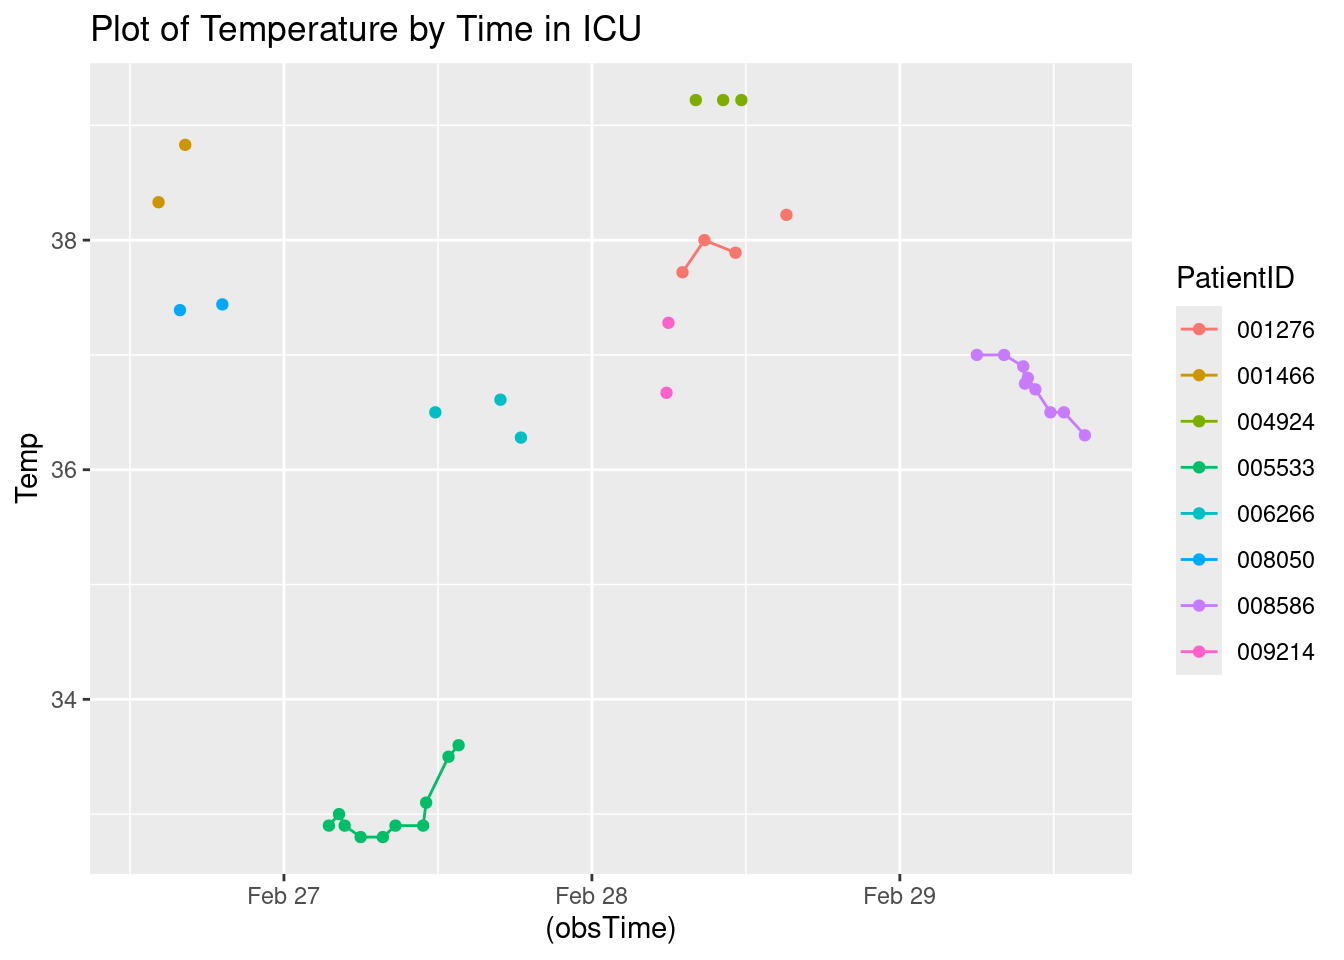 Plot of Temperature by Time in ICU
Temp
38
36
34
Feb 27
Feb 28
Feb 29
(obsTime)
PatientID
001276
001466
004924
005533
006266
008050
008586
009214